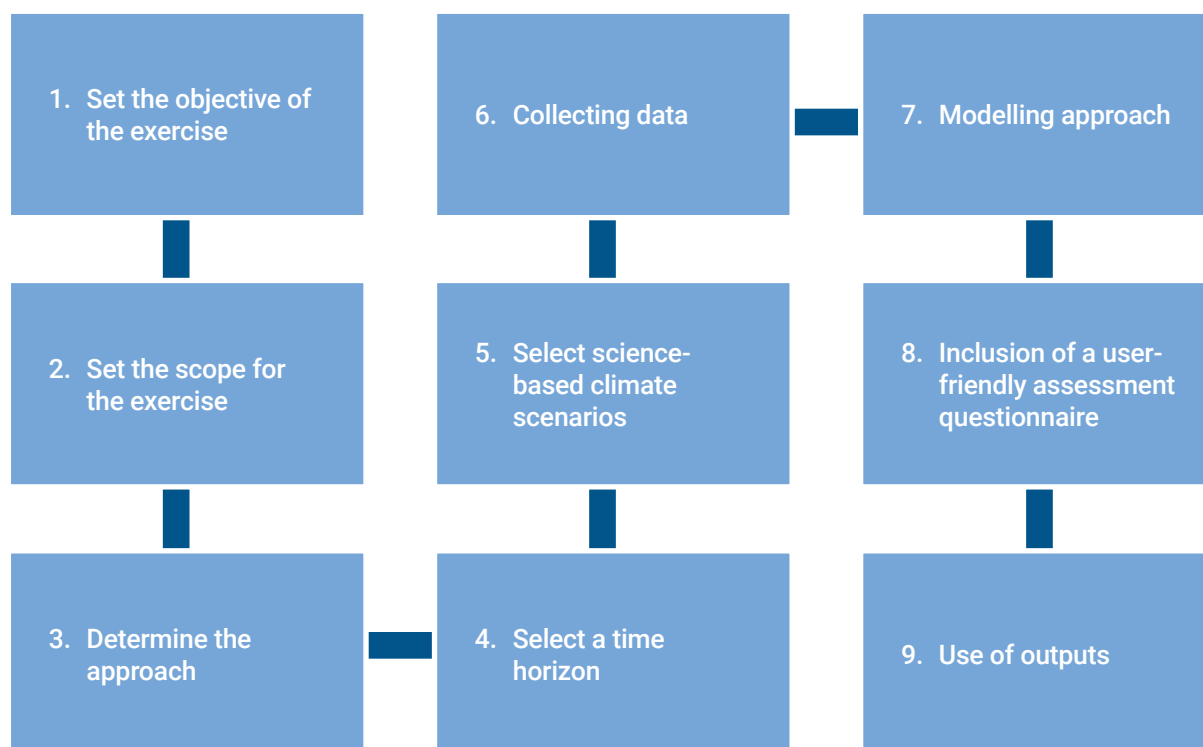 1. Set the objective of
the exercise
2. Set the scope for
the exercise
3. Determine the
approach
4. Select a time
horizon
5. Select science-
based climate
scenarios
6. Collecting data
7. Modelling approach
8. Inclusion of a user-
friendly assessment
questionnaire
9. Use of outputs